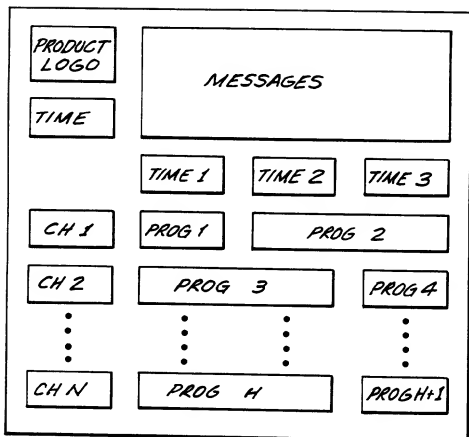 PRODUCT
LOGO
MESSAGES
TIME
TIME 1 TIME 2 TIME 3
CH 1 PROG 1 PROG 2
CH 2 PROG 3 PROG 4
CH N PROG H PROG H+1